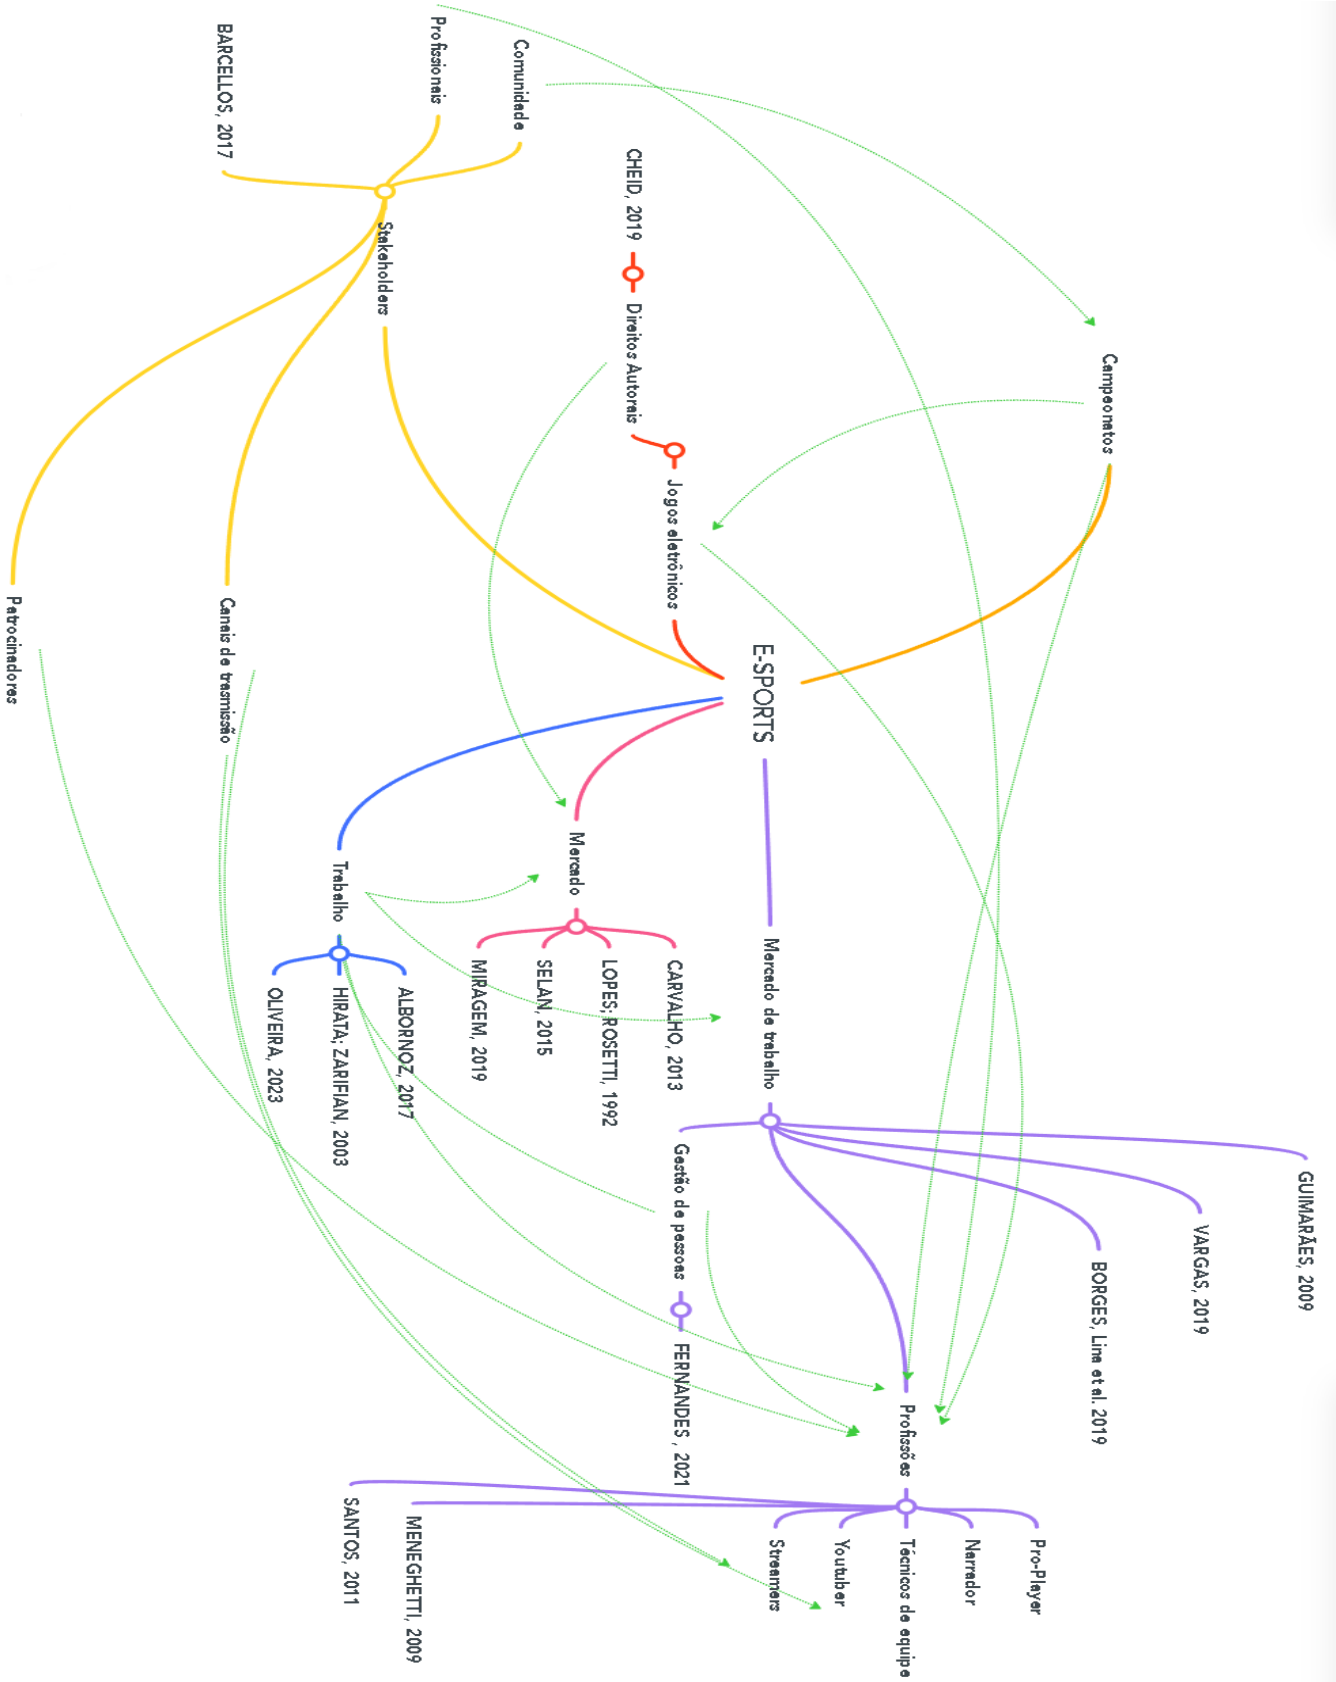 Campeonatos
E-SPORTS
Jogos eletrônicos
Direitos Autorais
CHEID, 2019
Comunidade
Profissionais
Stakeholders
BARCELLOS, 2017
Canais de trasmissão
Patrocinadores
GUIMARÃES, 2009
VARGAS, 2019
BORGES, Lina et al. 2019
Mercado de trabalho
Gestão de pessoas
FERNANDES , 2021
Profissões
Pro-Player
Narrador
Técnicos de equipe
Youtuber
Streamers
MENEGHETTI, 2009
SANTOS, 2011
Mercado
CARVALHO, 2013
LOPES; ROSETTI, 1992
SELAN, 2015
MIRAGEM, 2019
Trabalho
ALBORNOZ, 2017
HIRATA; ZARIFIAN, 2003
OLIVEIRA, 2023